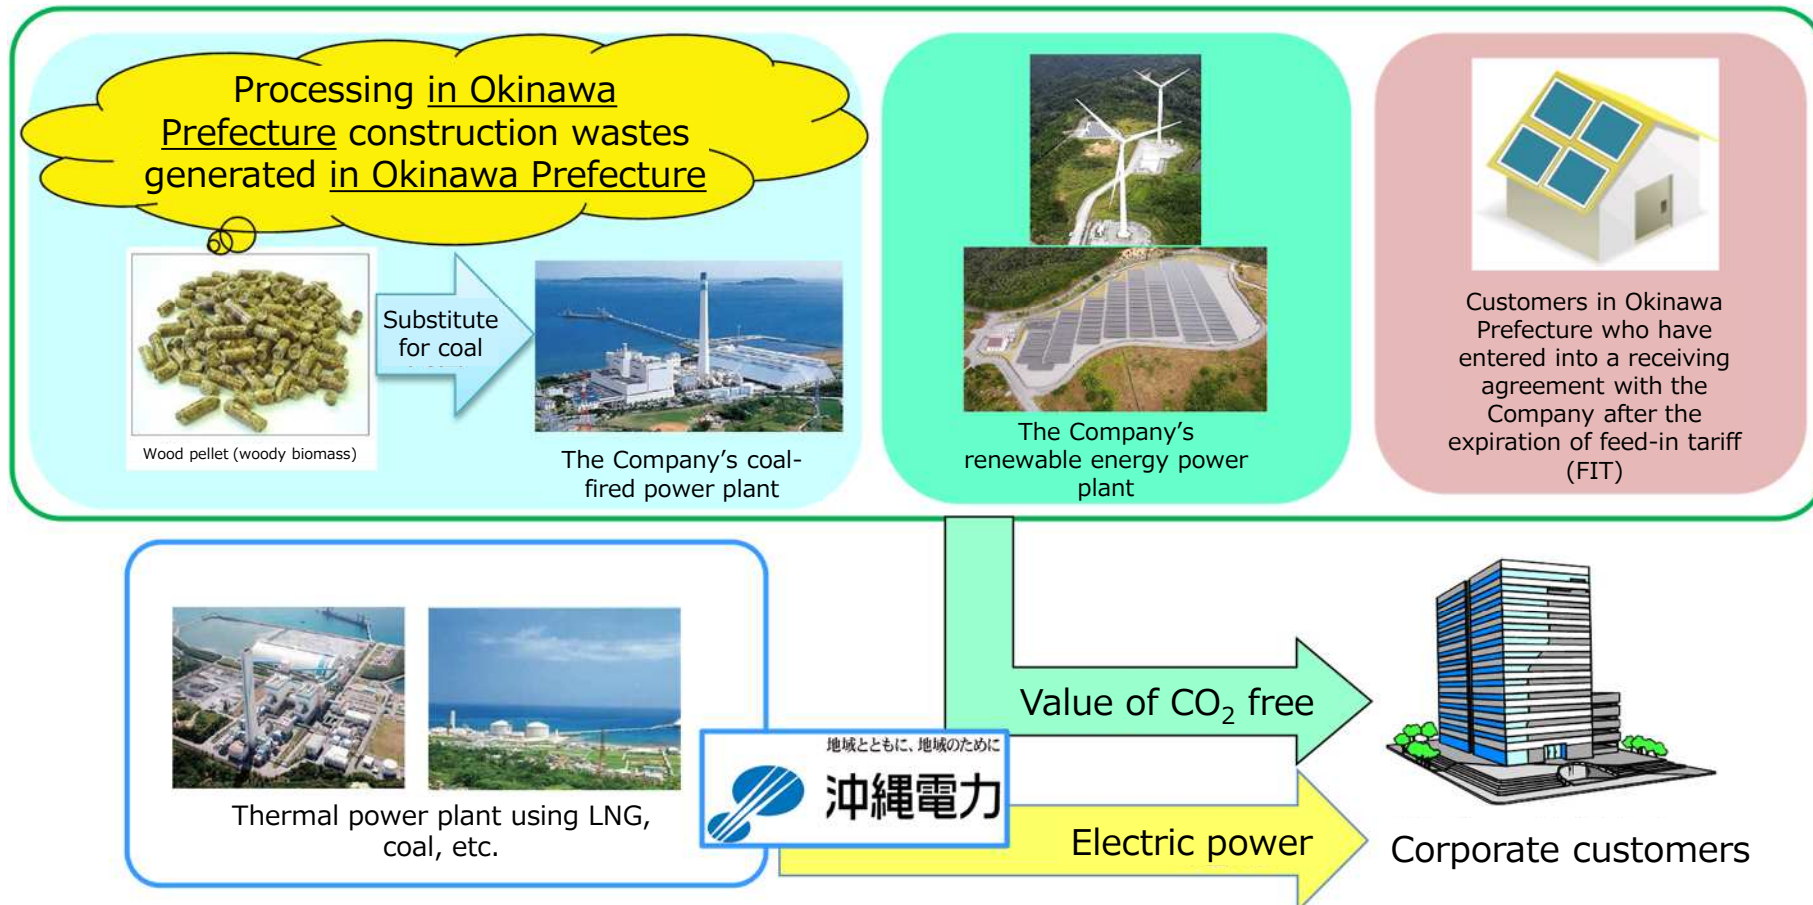 Processing in Okinawa
Prefecture construction wastes
generated in Okinawa Prefecture
Substitute
for coal
Wood pellet (woody biomass)
The Company’s coal-
fired power plant
The Company’s
renewable energy power
plant
Customers in Okinawa
Prefecture who have
entered into a receiving
agreement with the
Company after the
expiration of feed-in tariff
(FIT)
Thermal power plant using LNG,
coal, etc.
地域とともに、地域のために
沖縄電力
Value of CO₂ free
Electric power
Corporate customers